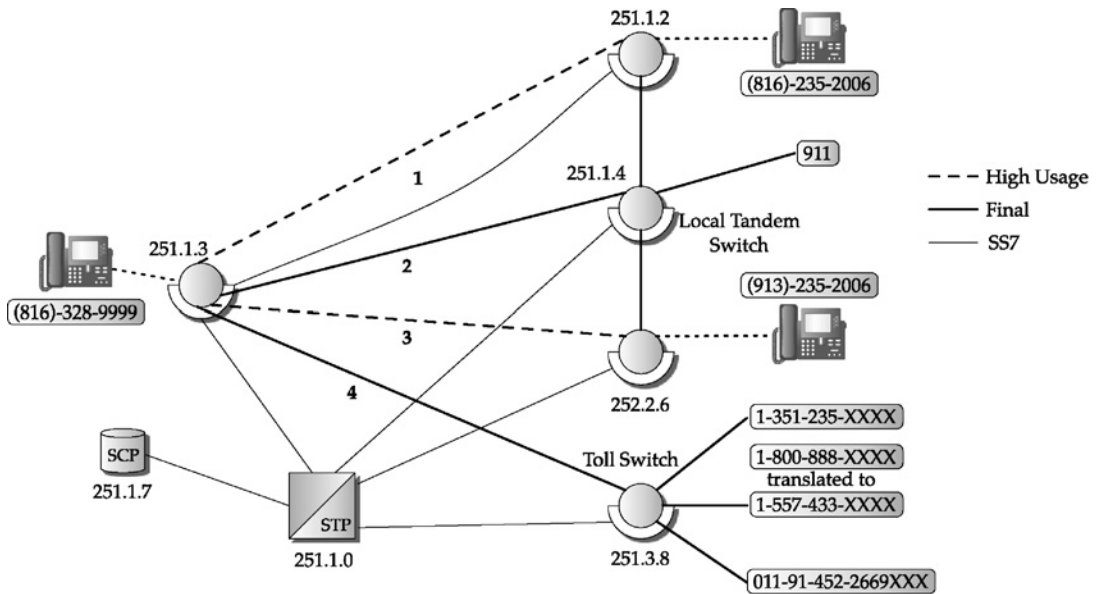 251.1.2
(816)-235-2006
1
251.1.4
911
High Usage
Final
SS7
Local Tandem
Switch
251.1.3
2
(816)-328-9999
(913)-235-2006
3
252.2.6
4
1-351-235-XXXX
Toll Switch
1-800-888-XXXX
translated to
1-557-433-XXXX
SCP
251.1.7
STP
251.1.0
251.3.8
011-91-452-2669XXX